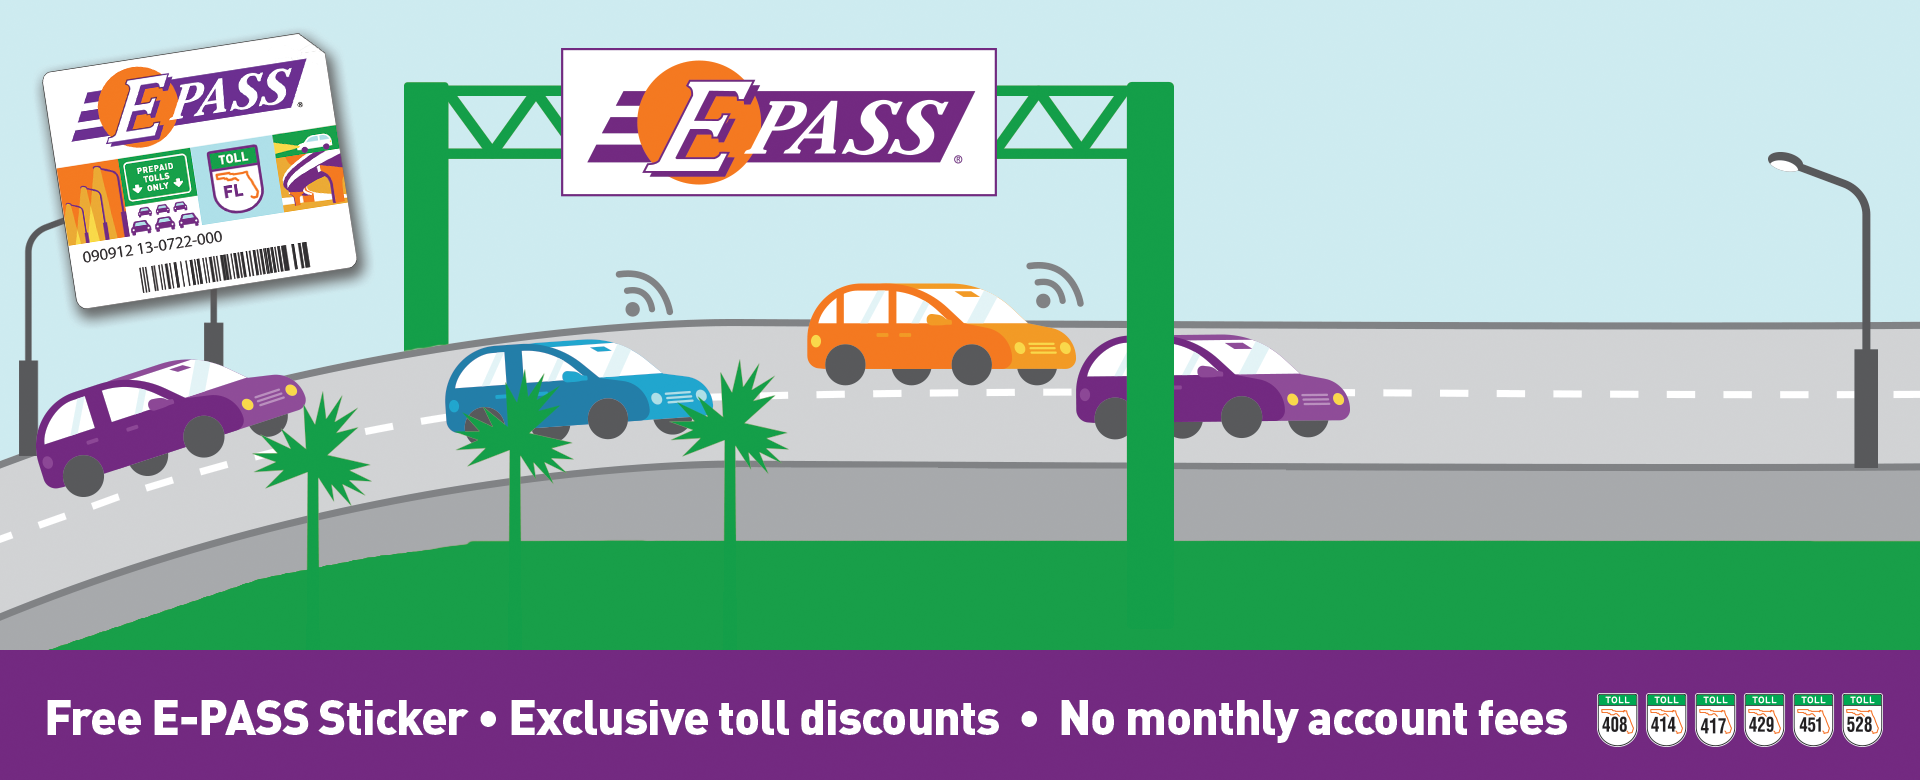 E PASS®
PREPAID
TOLLS
ONLY
TOLL
FL
090912 13-0722-000
E PASS®
Free E-PASS Sticker • Exclusive toll discounts • No monthly account fees
TOLL 408
TOLL 414
TOLL 417
TOLL 429
TOLL 451
TOLL 528